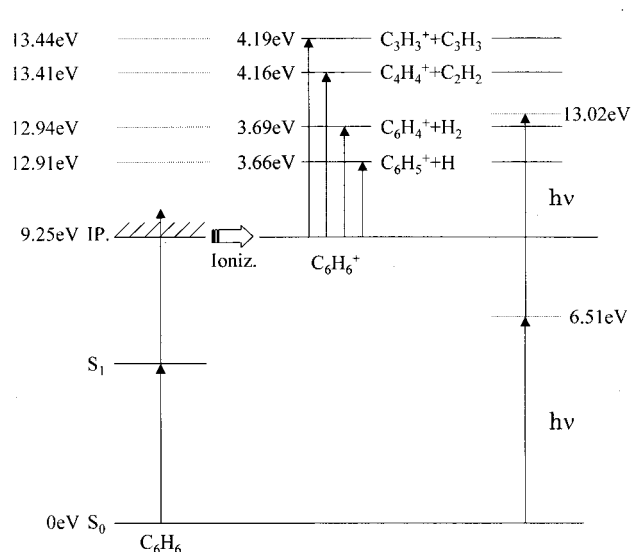 13.44eV 4.19eV C₃H₃⁺+C₃H₃
13.41eV 4.16eV C₄H₄⁺+C₂H₂
13.02eV
12.94eV 3.69eV C₆H₄⁺+H₂
12.91eV 3.66eV C₆H₅⁺+H
hν
9.25eV IP.
Ioniz. C₆H₆⁺
6.51eV
S₁
hν
0eV S₀
C₆H₆